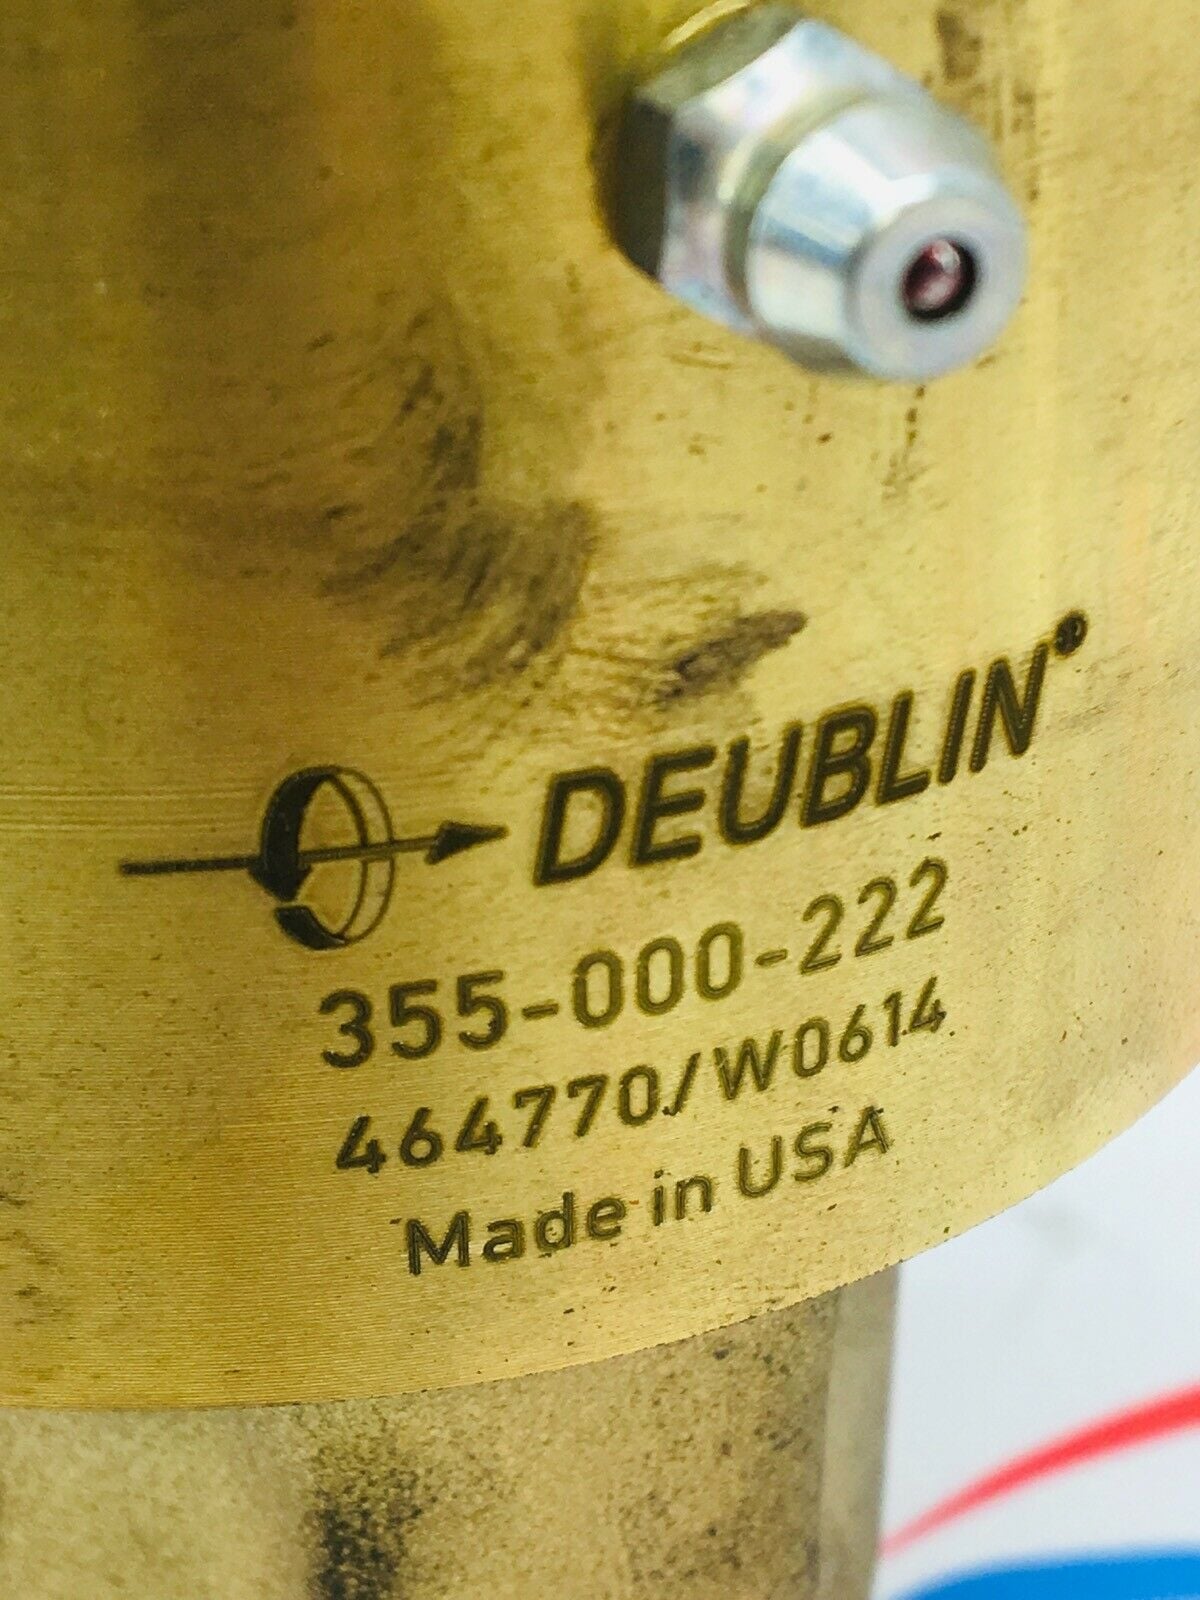 DEUBLIN®
355-000-222
464770/W0614
Made in USA